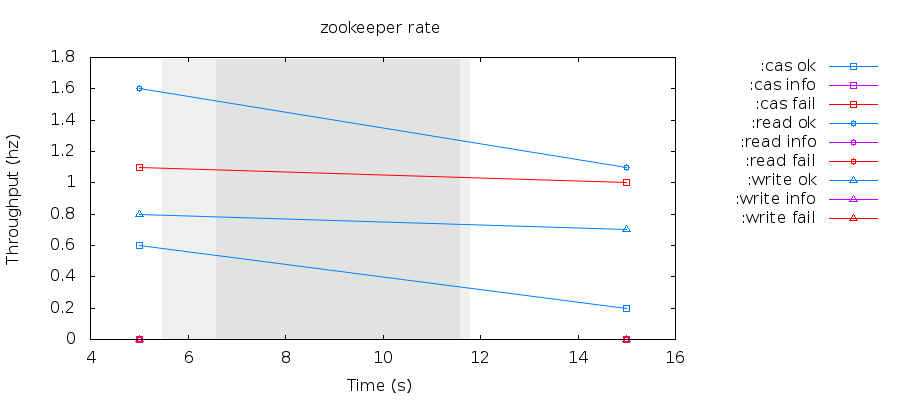 zookeeper rate
Throughput (hz)
1.8
1.6
1.4
1.2
1
0.8
0.6
0.4
0.2
0
4 6 8 10 12 14 16
Time (s)
:cas ok
:cas info
:cas fail
:read ok
:read info
:read fail
:write ok
:write info
:write fail